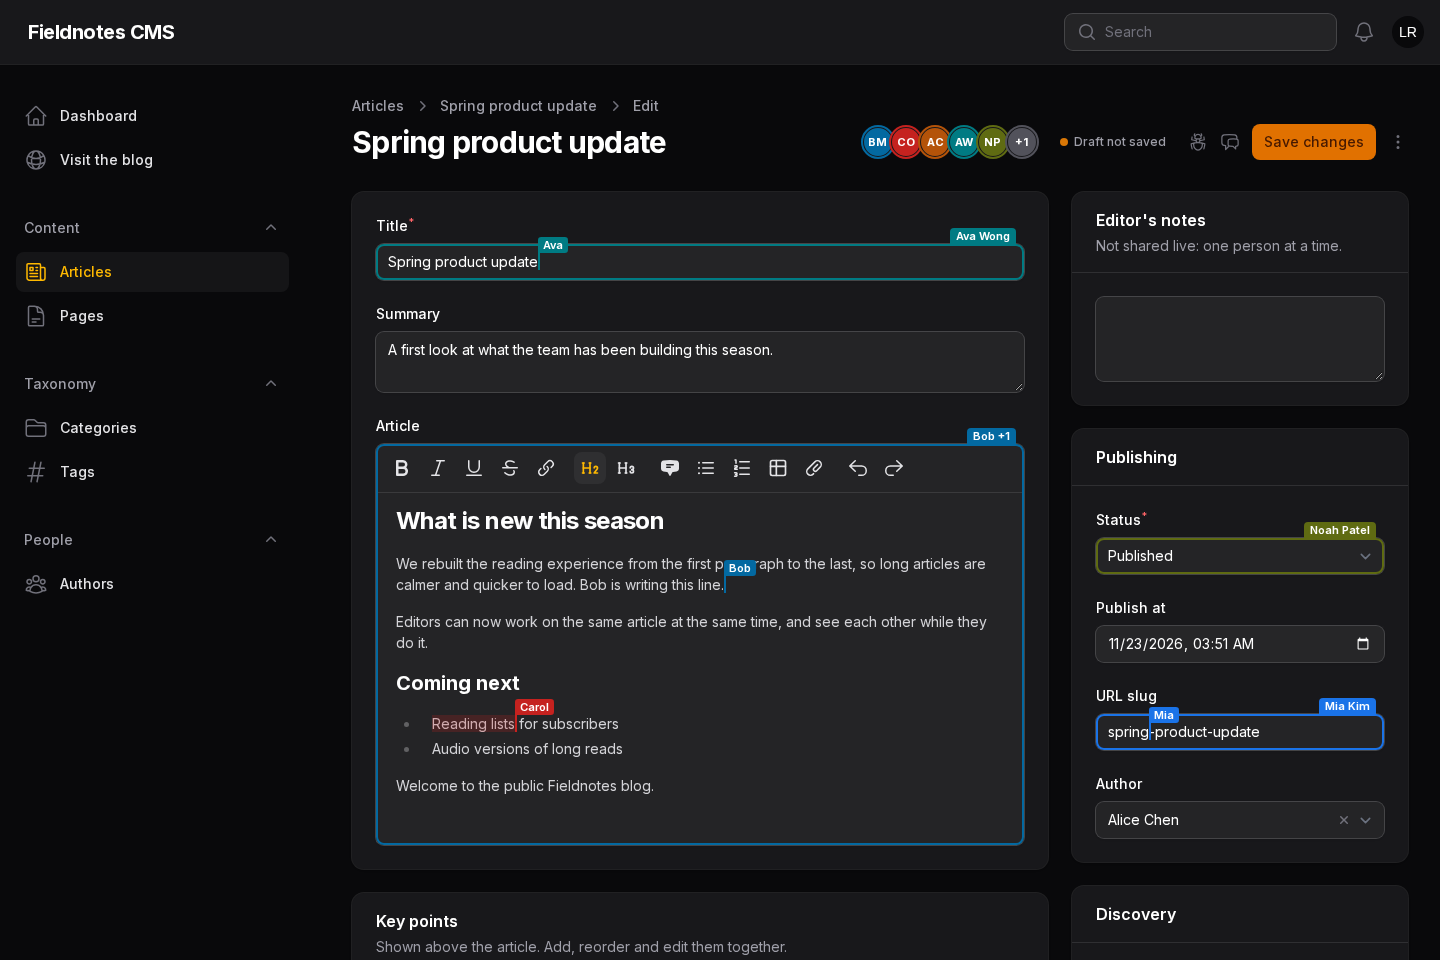 Fieldnotes CMS
Search
LR
Dashboard
Visit the blog
Content
Articles
Pages
Taxonomy
Categories
Tags
People
Authors
Articles
Spring product update
Edit
Spring product update
BM
CO
AC
AW
NP
+1
Draft not saved
Save changes
Title*
Ava Wong
Ava
Spring product update
Summary
A first look at what the team has been building this season.
Article
Bob +1
B I U S H2 H3
What is new this season
We rebuilt the reading experience from the first p raph to the last, so long articles are
Bob
calmer and quicker to load. Bob is writing this line.
Editors can now work on the same article at the same time, and see each other while they
do it.
Coming next
Carol
Reading lists for subscribers
Audio versions of long reads
Welcome to the public Fieldnotes blog.
Key points
Shown above the article. Add, reorder and edit them together.
Editor's notes
Not shared live: one person at a time.
Publishing
Status*
Noah Patel
Published
Publish at
11/23/2026, 03:51 AM
URL slug
Mia Kim
Mia
spring-product-update
Author
Alice Chen
Discovery